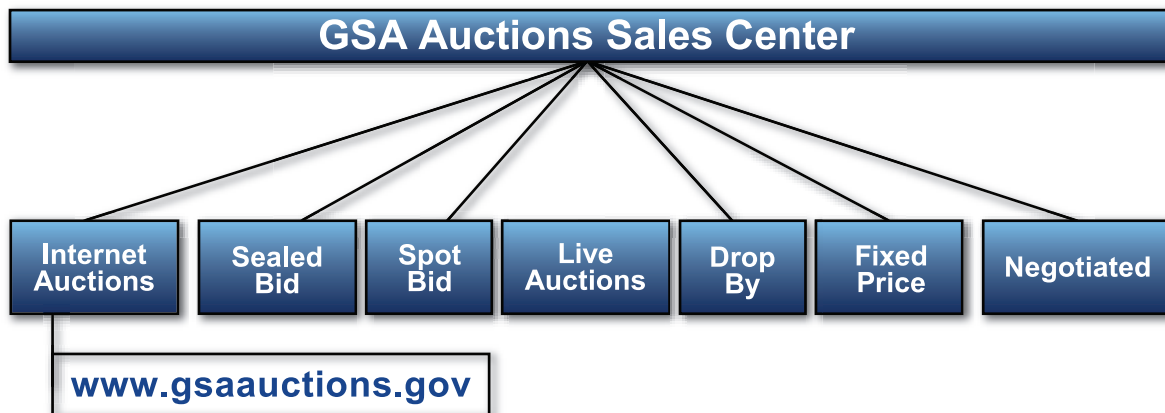 GSA Auctions Sales Center
Internet
Auctions
Sealed
Bid
Spot
Bid
Live
Auctions
Drop
By
Fixed
Price
Negotiated
www.gsaauctions.gov